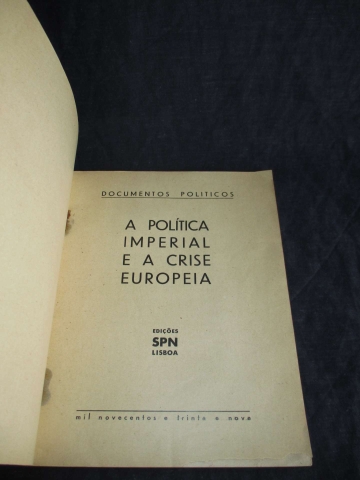 DOCUMENTOS POLITICOS
A POLÍTICA
IMPERIAL
E A CRISE
EUROPEIA
EDIÇÕES
SPN
LISBOA
mil novecentos e trinta e nove